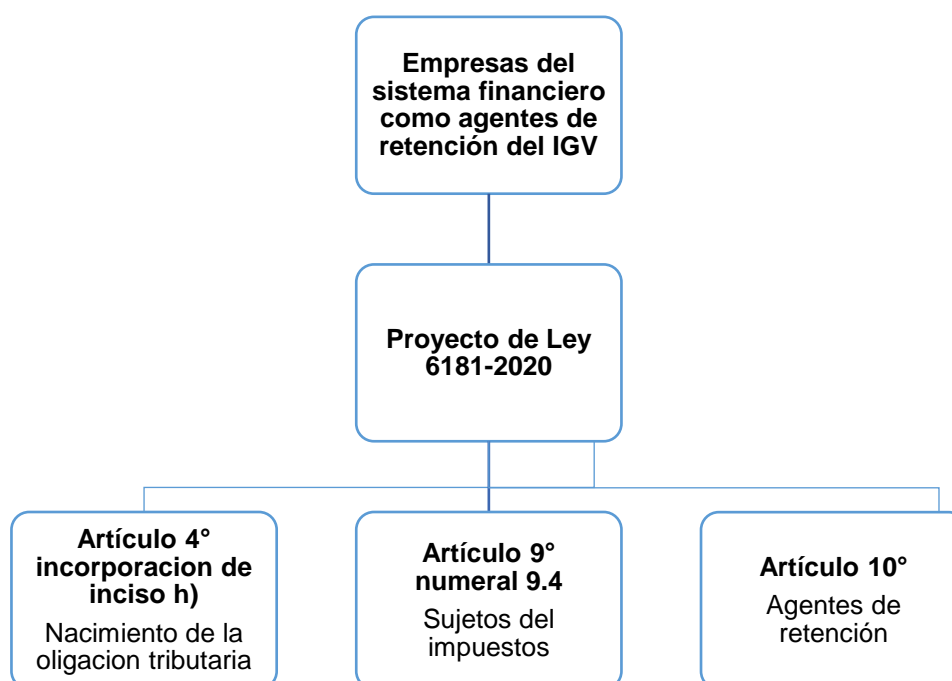 Empresas del
sistema financiero
como agentes de
retención del IGV
Proyecto de Ley
6181-2020
Artículo 4°
incorporacion de
inciso h)
Nacimiento de la
oligacion tributaria
Artículo 9°
numeral 9.4
Sujetos del
impuestos
Artículo 10°
Agentes de
retención